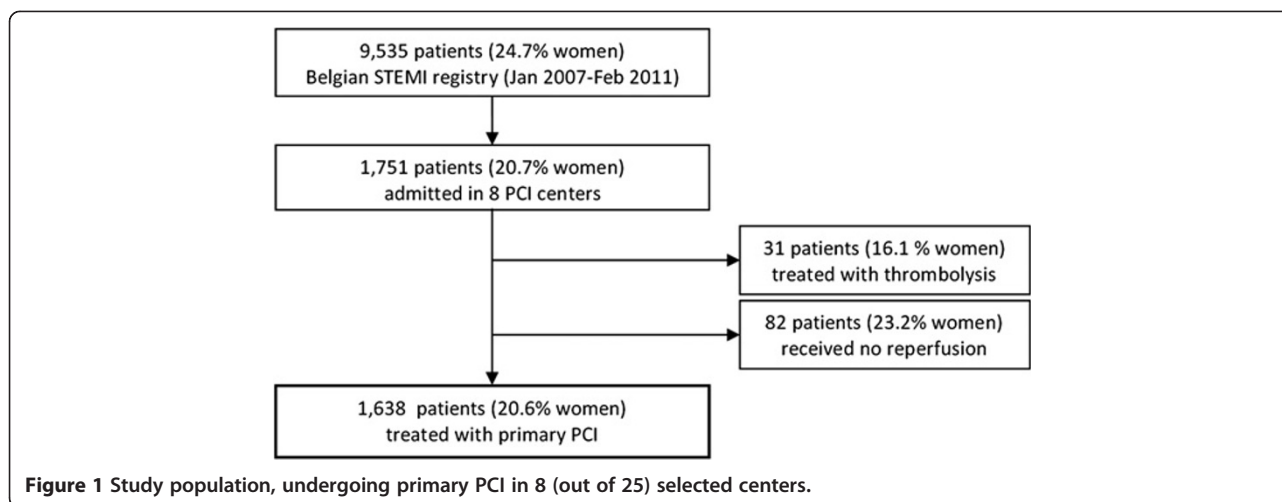 9,535 patients (24.7% women)
Belgian STEMI registry (Jan 2007-Feb 2011)
1,751 patients (20.7% women)
admitted in 8 PCI centers
31 patients (16.1 % women)
treated with thrombolysis
82 patients (23.2% women)
received no reperfusion
1,638 patients (20.6% women)
treated with primary PCI
Figure 1 Study population, undergoing primary PCI in 8 (out of 25) selected centers.